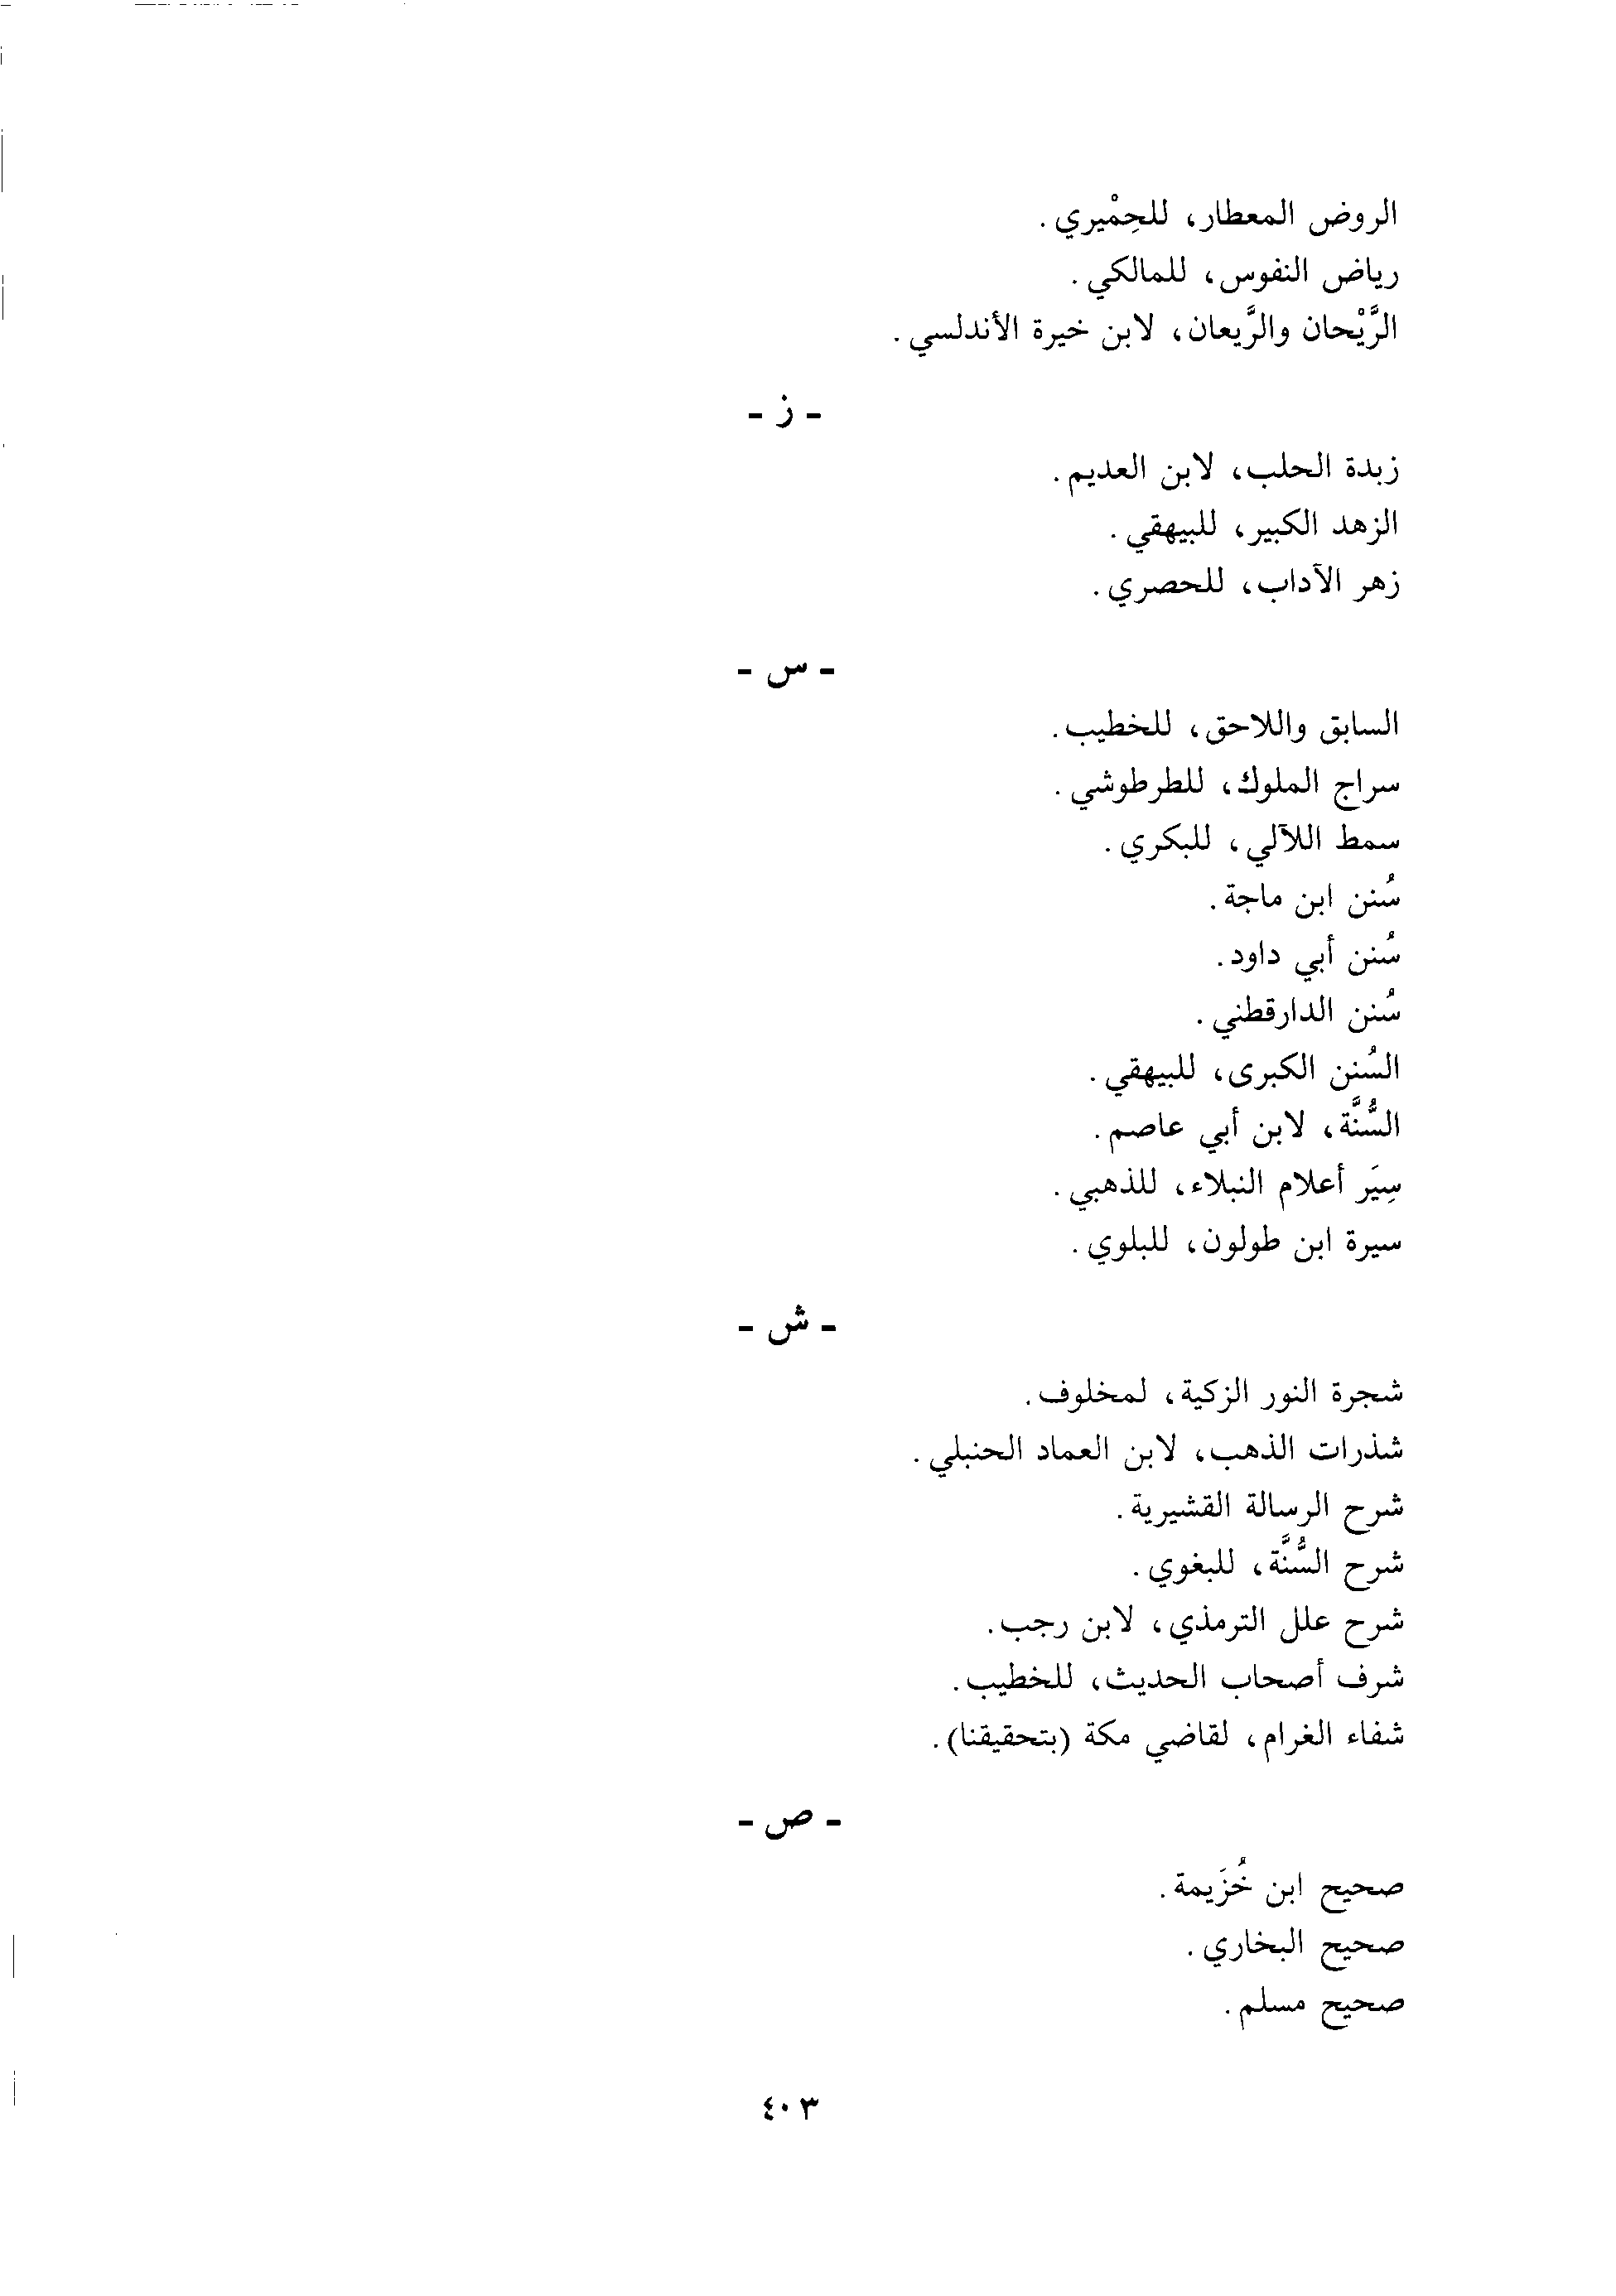 الروض المعطار، للحِمْيري.
رياض النفوس، للمالكي.
الرَّيْحان والرَّيعان، لابن خيرة الأندلسي.
- ز -
زبدة الحلب، لابن العديم.
الزهد الكبير، للبيهقي.
زهر الآداب، للحصري.
- س -
السابق واللاحق، للخطيب.
سراج الملوك، للطرطوشي.
سمط اللآلي، للبكري.
سُنن ابن ماجة.
سُنن أبي داود.
سُنن الدارقطني.
السُنن الكبرى، للبيهقي.
السُّنَّة، لابن أبي عاصم.
سِيَر أعلام النبلاء، للذهبي.
سيرة ابن طولون، للبلوي.
- ش -
شجرة النور الزكية، لمخلوف.
شذرات الذهب، لابن العماد الحنبلي.
شرح الرسالة القشيرية.
شرح السُّنَّة، للبغوي.
شرح علل الترمذي، لابن رجب.
شرف أصحاب الحديث، للخطيب.
شفاء الغرام، لقاضي مكة (بتحقيقنا).
- ص -
صحيح ابن خُزَيمة.
صحيح البخاري.
صحيح مسلم.
٤٠٣